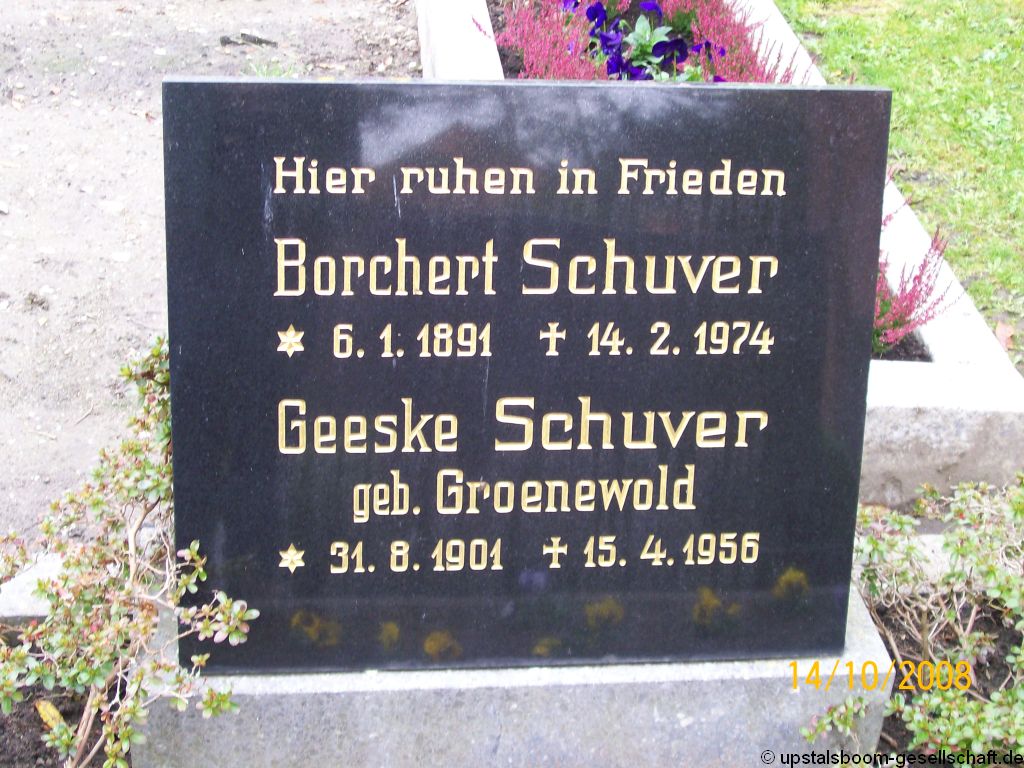 Hier ruhen in Frieden
Borchert Schuver
* 6. 1. 1891 † 14. 2. 1974
Geeske Schuver
geb. Groenewold
* 31. 8. 1901 † 15. 4. 1956
14/10/2008
© upstalsboom-gesellschaft.de